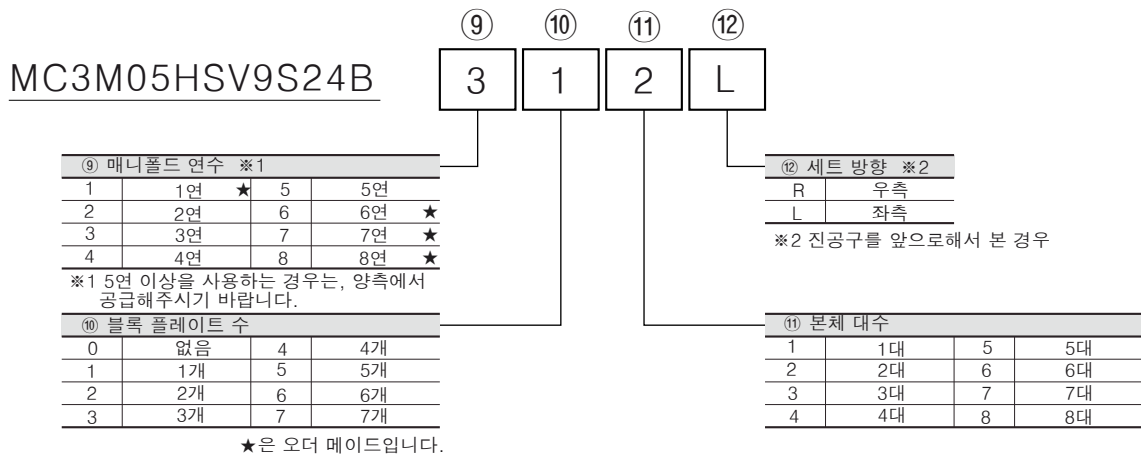 ⑨ ⑩ ⑪ ⑫
MC3M05HSV9S24B 3 1 2 L
⑨ 매니폴드 연수 ※1
1 1연 ★ 5 5연
2 2연 6 6연 ★
3 3연 7 7연 ★
4 4연 8 8연 ★
※1 5연 이상을 사용하는 경우는, 양측에서
공급해주시기 바랍니다.
⑫ 세트 방향 ※2
R 우측
L 좌측
※2 진공구를 앞으로해서 본 경우
⑩ 블록 플레이트 수
0 없음 4 4개
1 1개 5 5개
2 2개 6 6개
3 3개 7 7개
★은 오더 메이드입니다.
⑪ 본체 대수
1 1대 5 5대
2 2대 6 6대
3 3대 7 7대
4 4대 8 8대